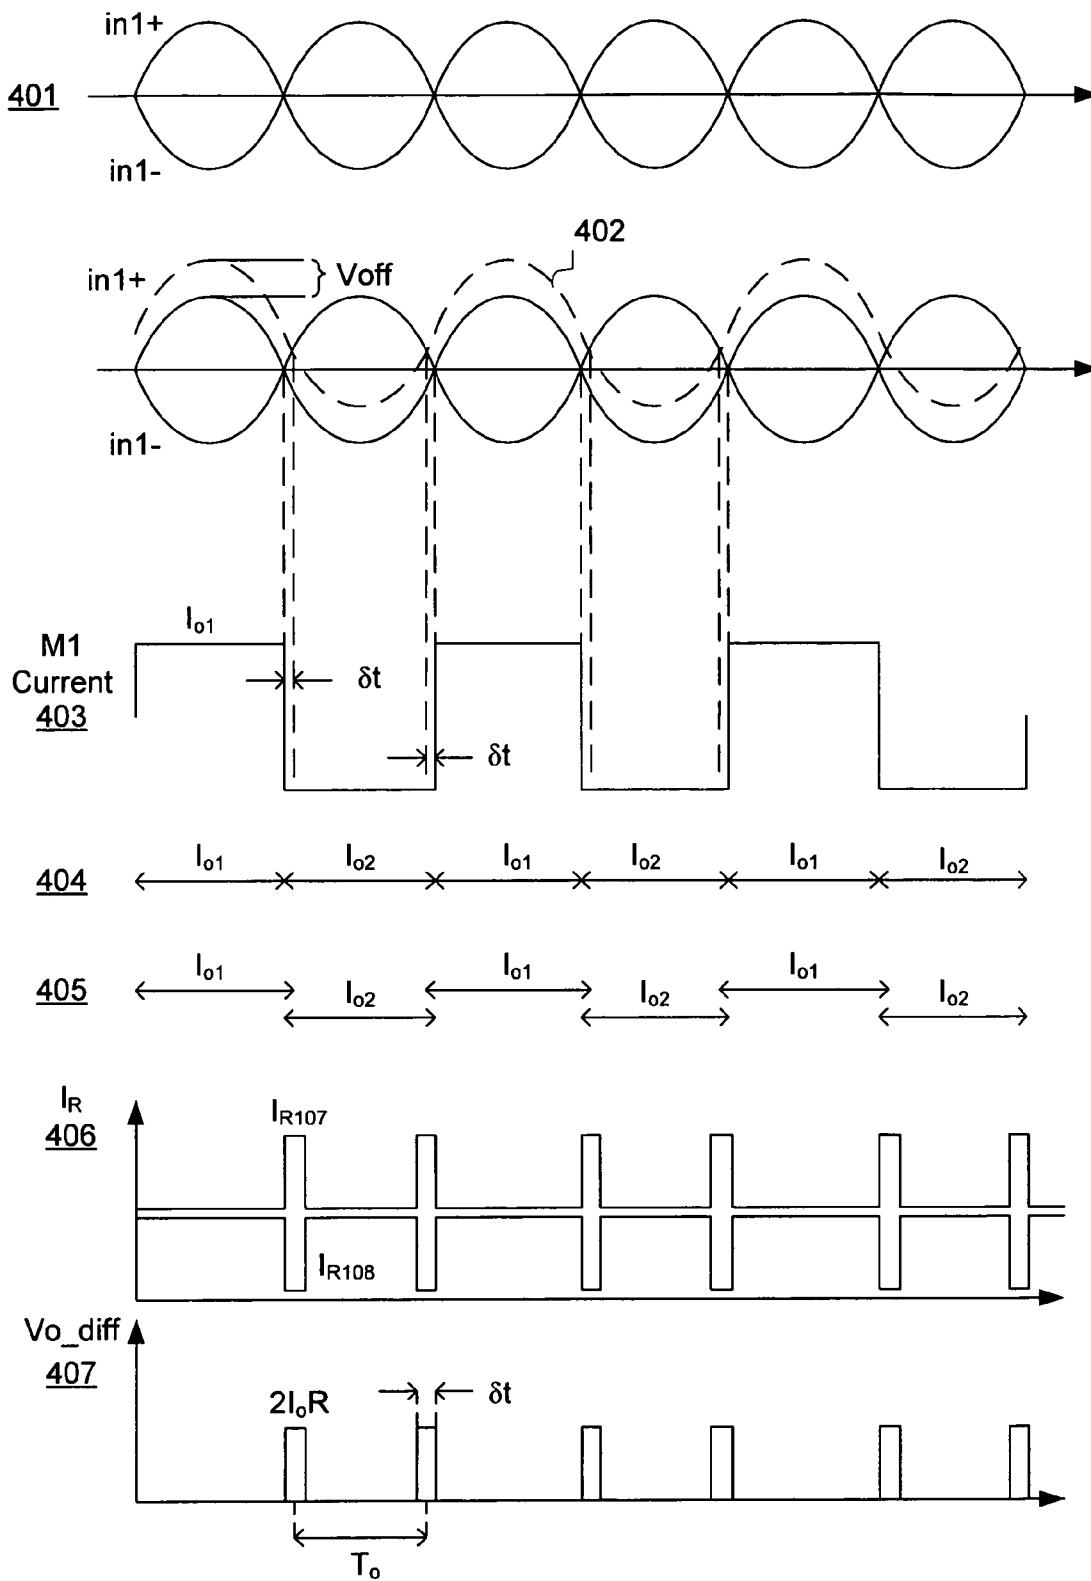 in1+
401
in1-
402
in1+
Voff
in1-
Io1
M1
Current
403
δt
δt
404
Io1 Io2 Io1 Io2 Io1 Io2
405
Io1 Io1 Io1
Io2 Io2 Io2
IR
406
IR107
IR108
Vo_diff
407
2IoR
δt
To